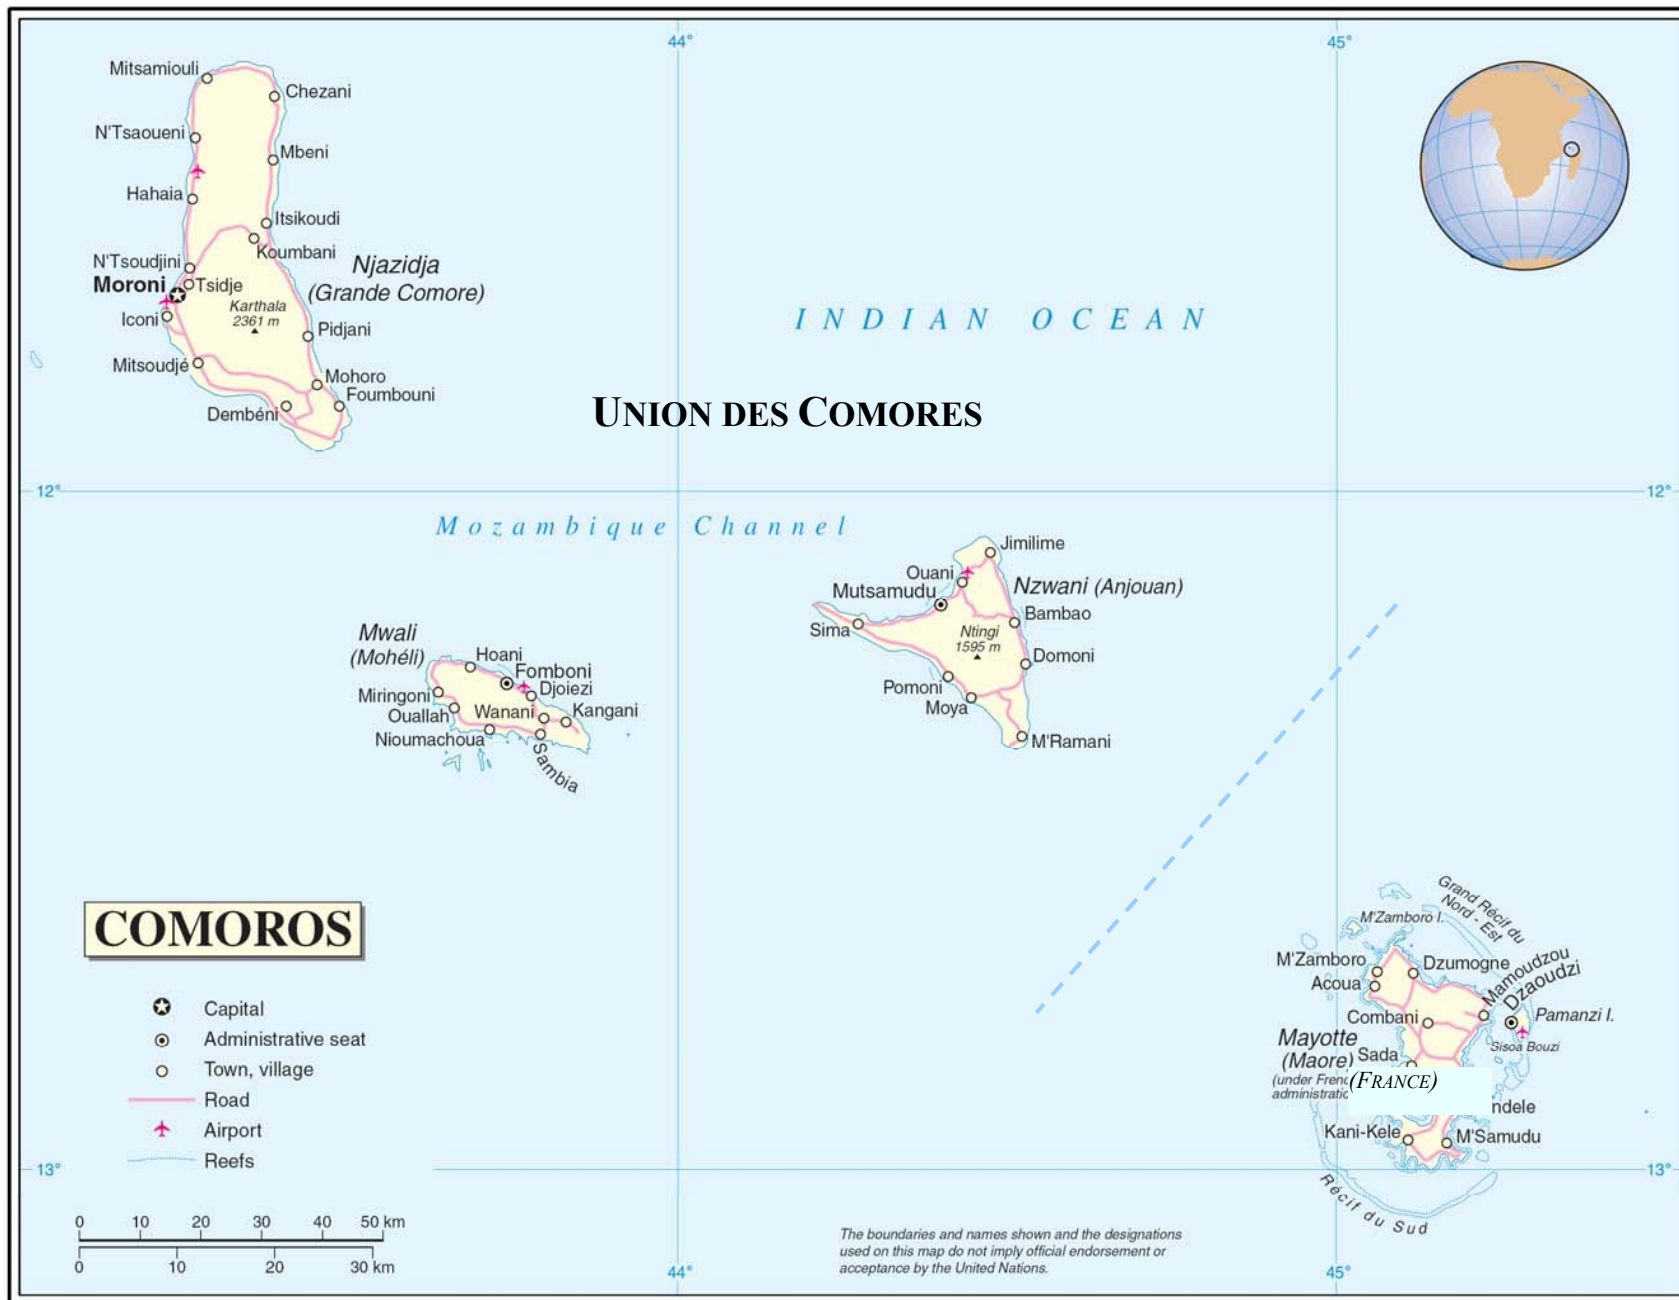 44°
45°
Mitsamiouli
Chezani
N'Tsaoueni
Mbeni
Hahaia
Itsikoudi
Koumbani
N'Tsoudjini
Moroni
Tsidje
Njazidja
(Grande Comore)
Karthala
2361 m
Iconi
Pidjani
Mitsoudjé
Mohoro
Foumbouni
Dembéni
INDIAN OCEAN
UNION DES COMORES
12°
12°
Mozambique Channel
Jimilime
Ouani
Mutsamudu
Nzwani (Anjouan)
Bambao
Sima
Ntingi
1595 m
Domoni
Pomoni
Moya
M'Ramani
Mwali
(Mohéli)
Hoani
Fomboni
Djoiezi
Miringoni
Ouallah
Wanani
Kangani
Nioumachoua
Sambia
COMOROS
Capital
Administrative seat
Town, village
Road
Airport
Reefs
Grand Récif du
Nord - Est
M'Zamboro I.
M'Zamboro
Dzumogne
Acoua
Mamoudzou
Dzaoudzi
Combani
Pamanzi I.
Mayotte
(Maore)
Sada
Sisoa Bouzi
(under Fren
administratio
(FRANCE)
ndele
Kani-Kele
M'Samudu
13°
13°
Récif du Sud
0 10 20 30 40 50 km
0 10 20 30 km
The boundaries and names shown and the designations
used on this map do not imply official endorsement or
acceptance by the United Nations.
44°
45°